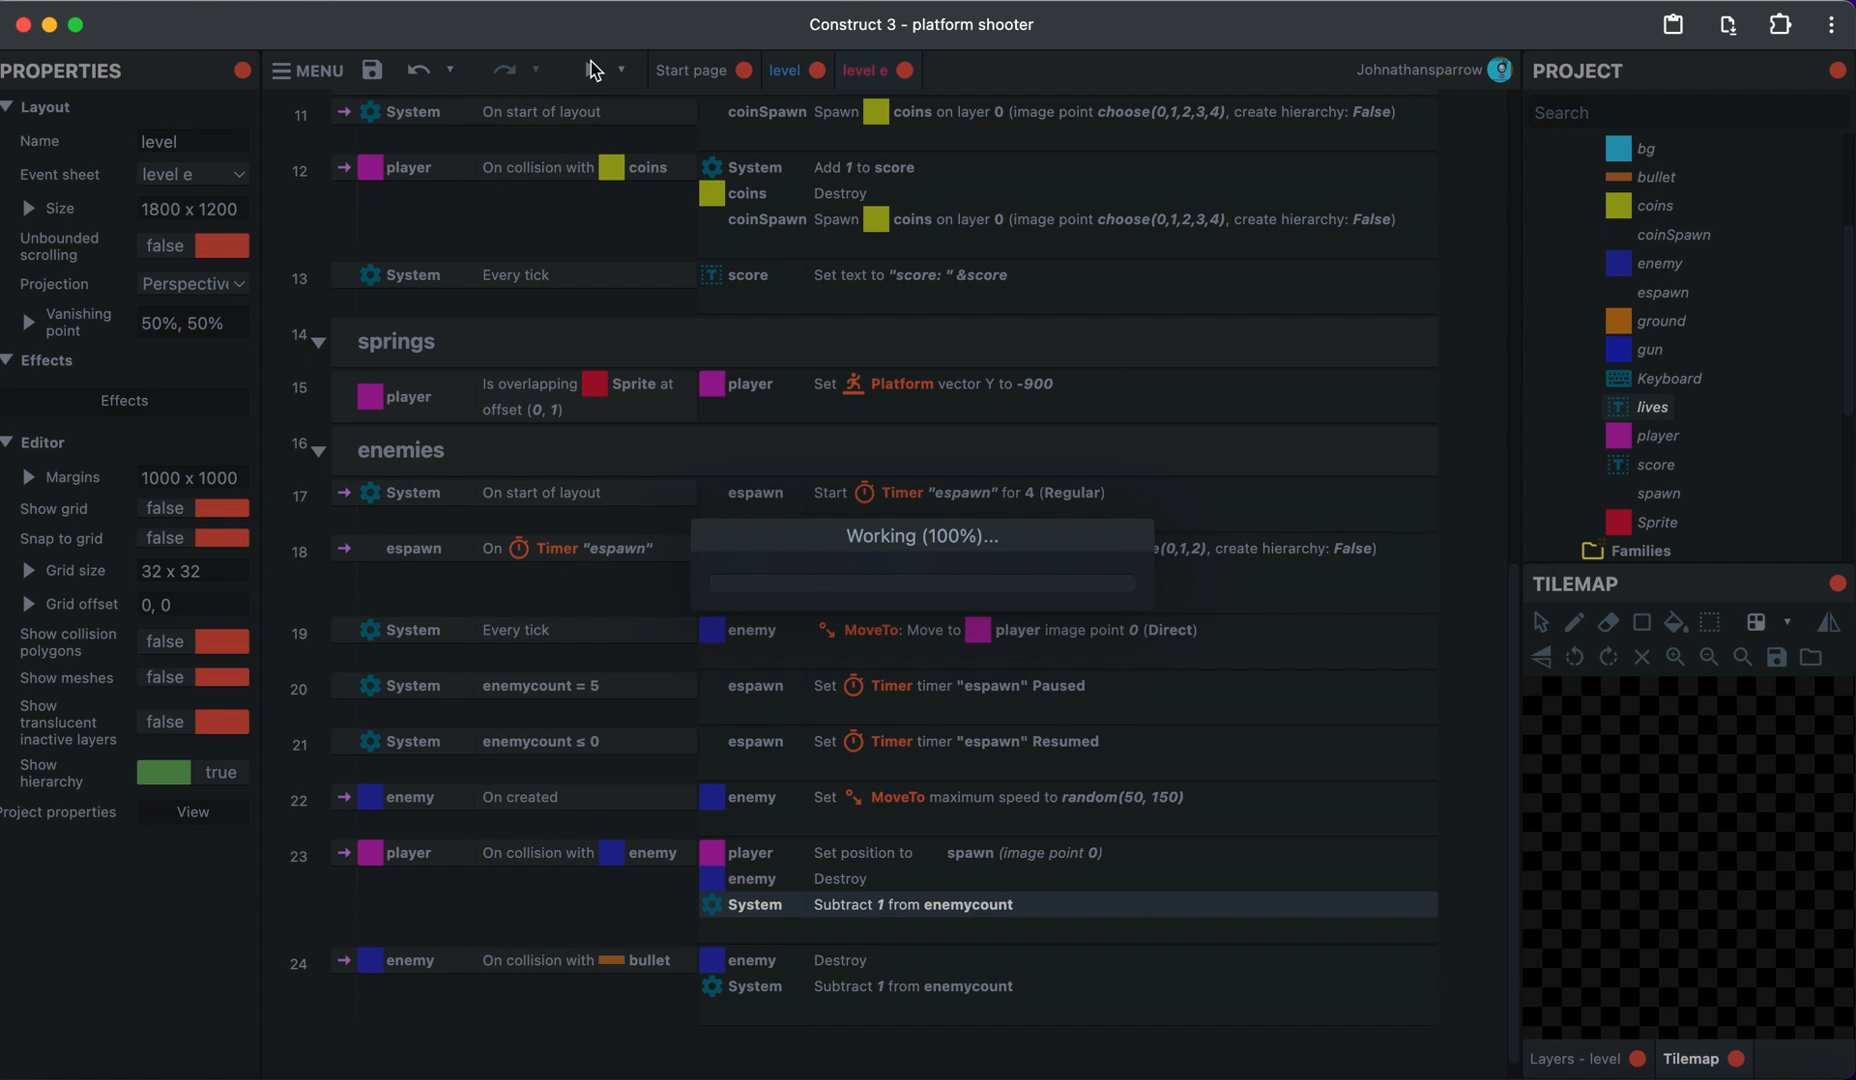 Construct 3 - platform shooter
PROPERTIES
MENU
Start page
level
level e
Johnathansparrow
PROJECT
Layout
Name level
Event sheet level e
Size 1800 x 1200
Unbounded scrolling false
Projection Perspectiv
Vanishing point 50%, 50%
Effects
Effects
Editor
Margins 1000 x 1000
Show grid false
Snap to grid false
Grid size 32 x 32
Grid offset 0, 0
Show collision polygons false
Show meshes false
Show translucent inactive layers false
Show hierarchy true
roject properties View
11 System On start of layout coinSpawn Spawn coins on layer 0 (image point choose(0,1,2,3,4), create hierarchy: False)
12 player On collision with coins System Add 1 to score
coins Destroy
coinSpawn Spawn coins on layer 0 (image point choose(0,1,2,3,4), create hierarchy: False)
13 System Every tick T score Set text to "score: " &score
14 springs
15 player Is overlapping Sprite at offset (0, 1) player Set Platform vector Y to -900
16 enemies
17 System On start of layout espawn Start Timer "espawn" for 4 (Regular)
Working (100%)...
18 espawn On Timer "espawn" e(0,1,2), create hierarchy: False)
19 System Every tick enemy MoveTo: Move to player image point 0 (Direct)
20 System enemycount = 5 espawn Set Timer timer "espawn" Paused
21 System enemycount ≤ 0 espawn Set Timer timer "espawn" Resumed
22 enemy On created enemy Set MoveTo maximum speed to random(50, 150)
23 player On collision with enemy player Set position to spawn (image point 0)
enemy Destroy
System Subtract 1 from enemycount
24 enemy On collision with bullet enemy Destroy
System Subtract 1 from enemycount
Search
bg
bullet
coins
coinSpawn
enemy
espawn
ground
gun
Keyboard
T lives
player
T score
spawn
Sprite
Families
TILEMAP
Layers - level
Tilemap